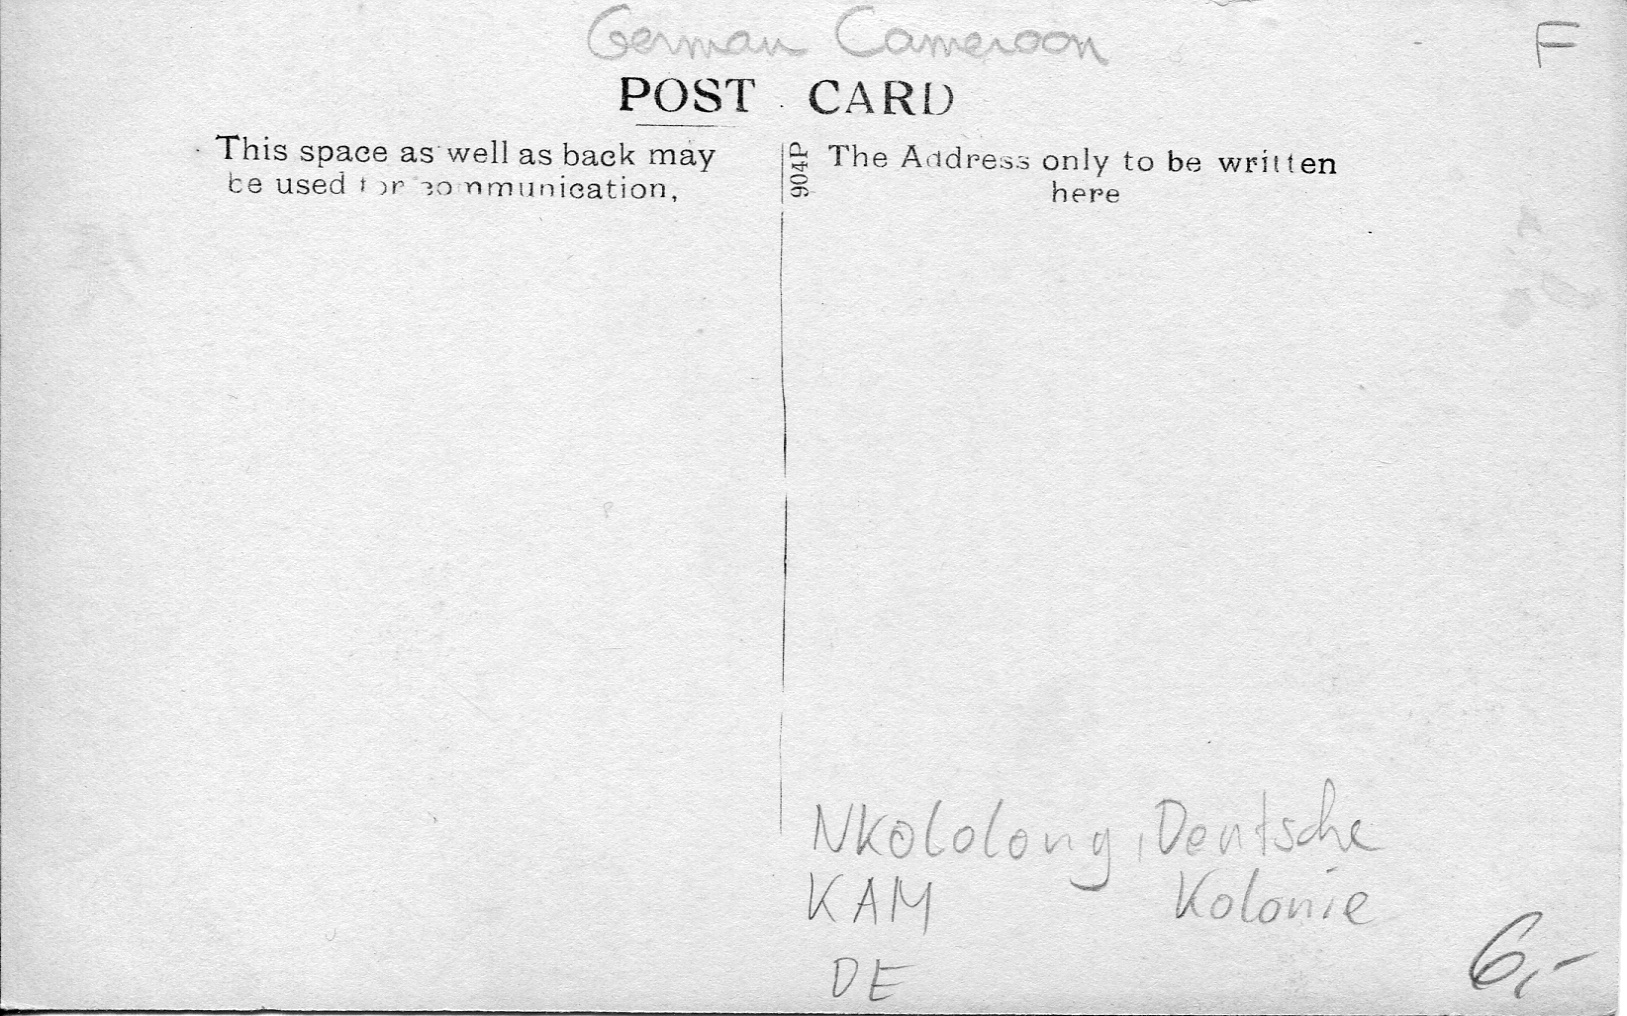 German Cameroon
F
POST CARD
This space as well as back may
be used for communication,
904P
The Address only to be written
here
Nkololong, Deutsche
KAM Kolonie
DE
6,-